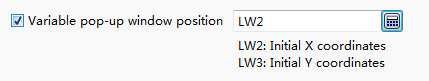 Variable pop-up window position LW2
LW2: Initial X coordinates
LW3: Initial Y coordinates